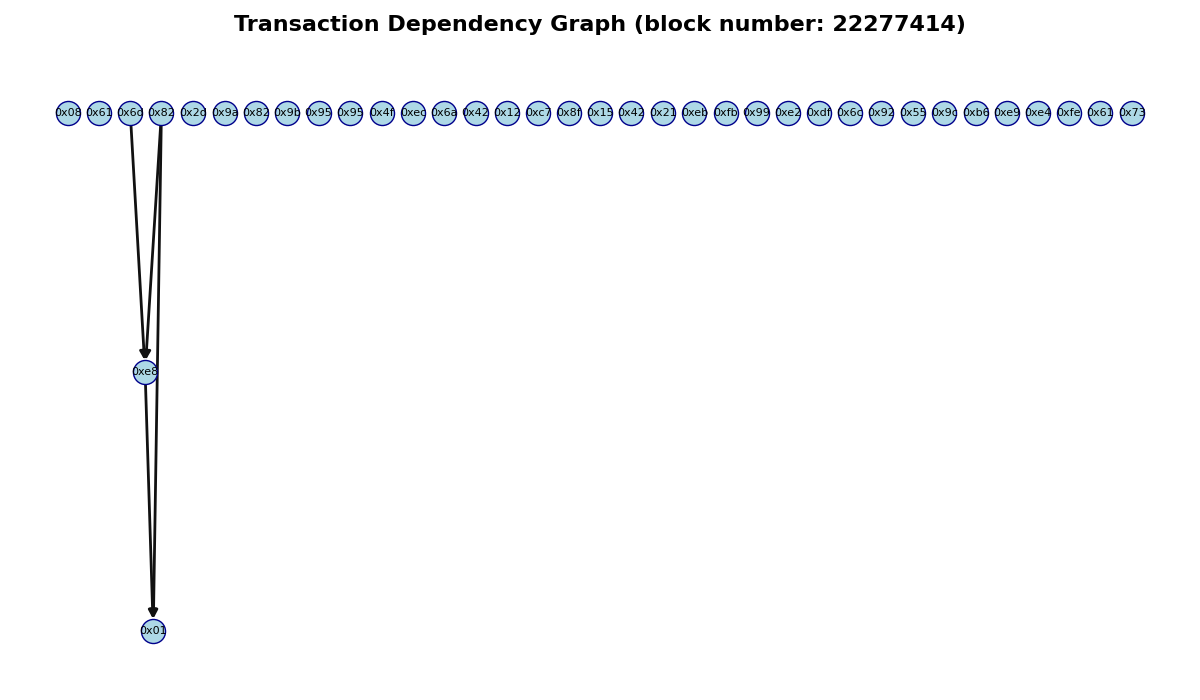 Transaction Dependency Graph (block number: 22277414)
0x08 0x61 0x6d 0x82 0x2d 0x9a 0x82 0x9b 0x95 0x95 0x4f 0xec 0x6a 0x42 0x12 0xc7 0x8f 0x15 0x42 0x21 0xeb 0xfb 0x99 0xe2 0xdf 0x6c 0x92 0x55 0x9c 0xb6 0xe9 0xe4 0xfe 0x61 0x73
0xe8
0x01